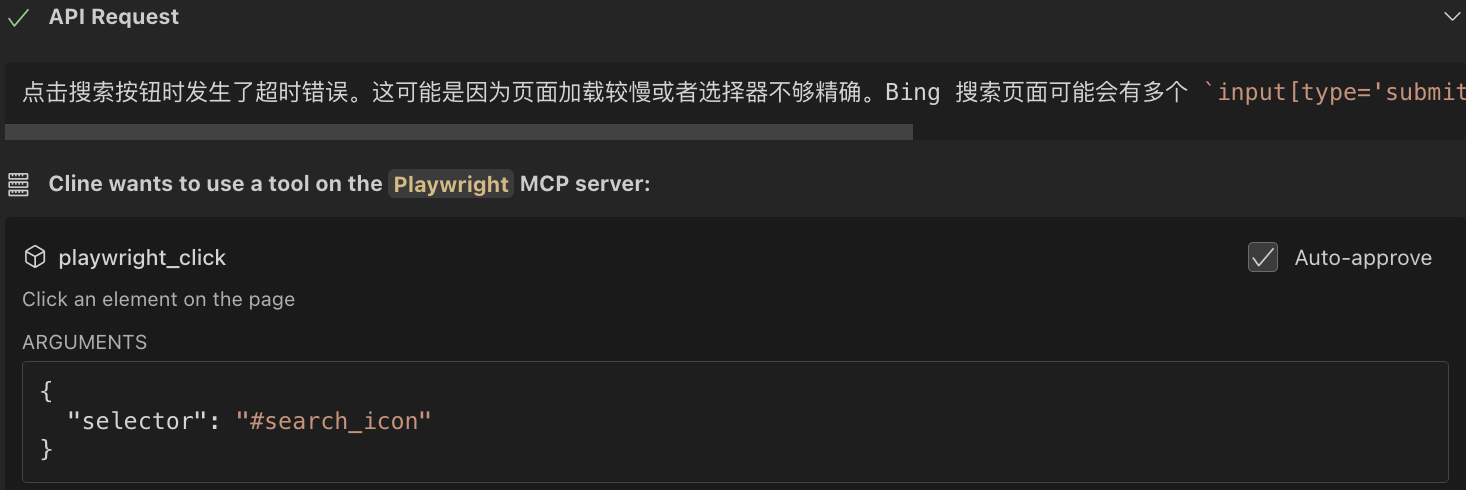 API Request
点击搜索按钮时发生了超时错误。这可能是因为页面加载较慢或者选择器不够精确。Bing 搜索页面可能会有多个 `input[type='submit
Cline wants to use a tool on the Playwright MCP server:
playwright_click
Auto-approve
Click an element on the page
ARGUMENTS
{
  "selector": "#search_icon"
}